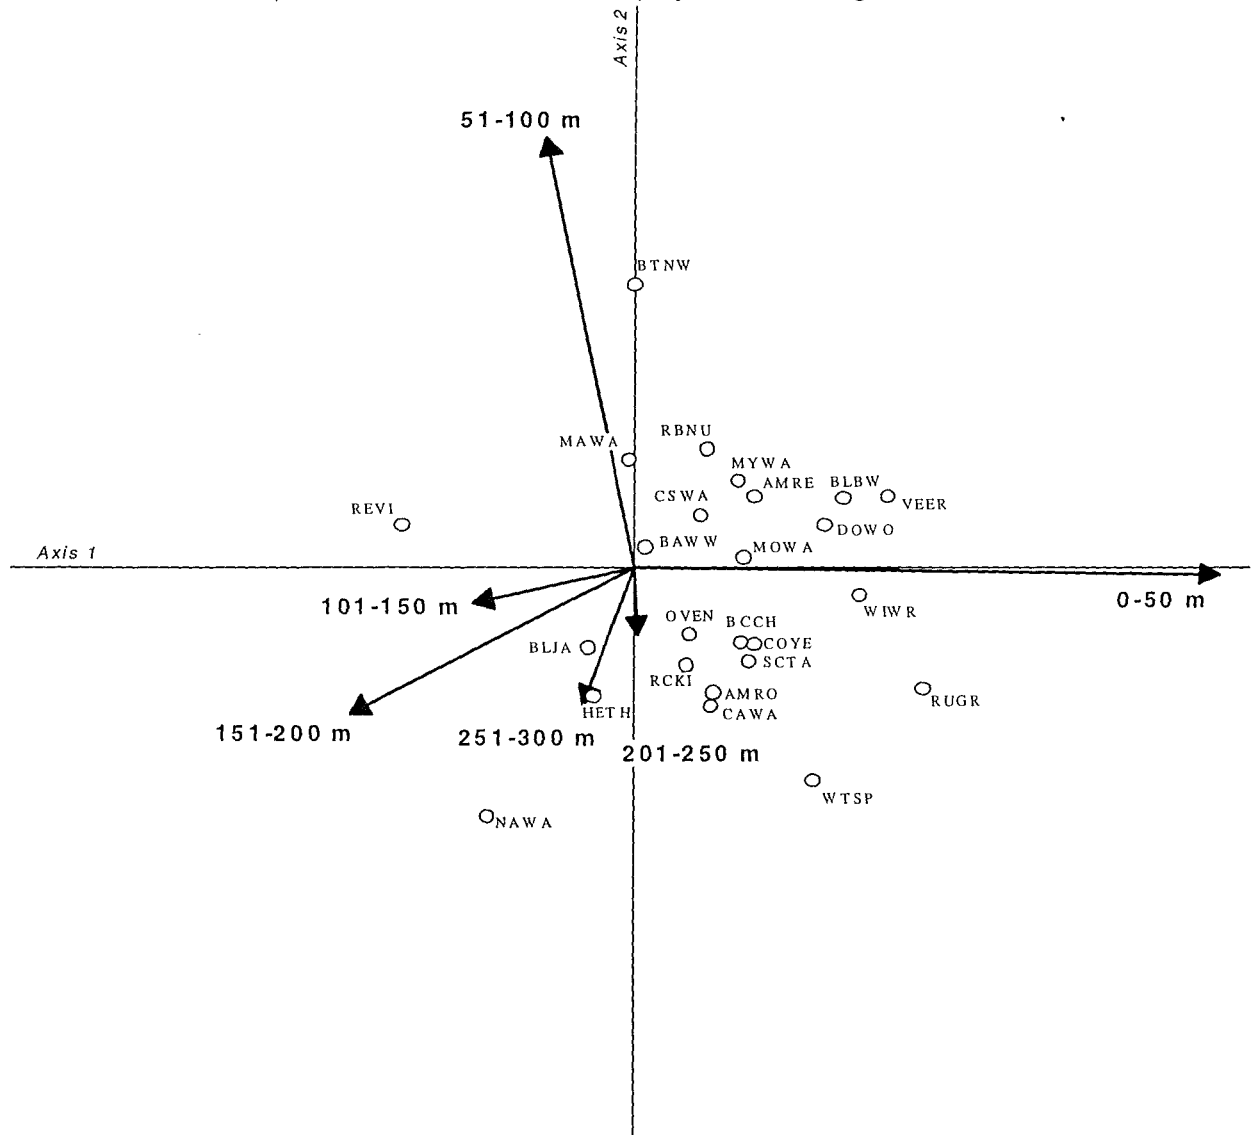 Axis 2
51-100 m
BTNW
RBNU
MAWA
MYWA
AMRE
BLBW
VEER
CSWA
REVI
DOWO
BAWW
MOWA
Axis 1
0-50 m
101-150 m
WIWR
OVEN
BCCH
COYE
BLJA
SCTA
RCKI
AMRO
RUGR
HETH
CAWA
151-200 m
251-300 m
201-250 m
WTSP
NAWA